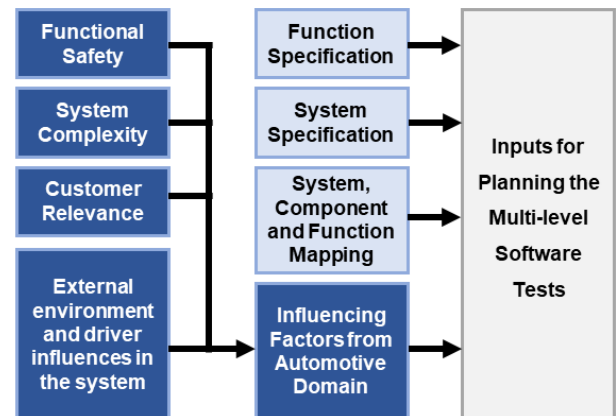 Functional
Safety
System
Complexity
Customer
Relevance
External
environment
and driver
influences in
the system
Function
Specification
System
Specification
System,
Component
and Function
Mapping
Influencing
Factors from
Automotive
Domain
Inputs for
Planning the
Multi-level
Software
Tests